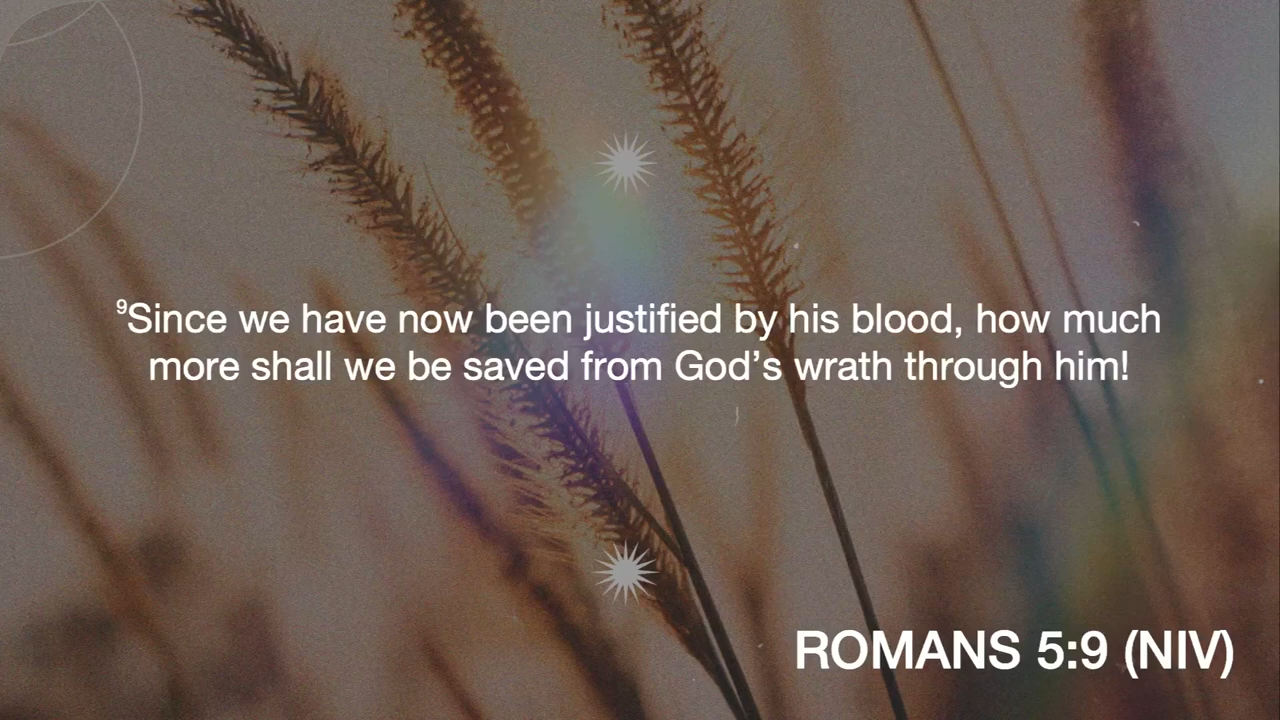 ⁹Since we have now been justified by his blood, how much
more shall we be saved from God’s wrath through him!
ROMANS 5:9 (NIV)